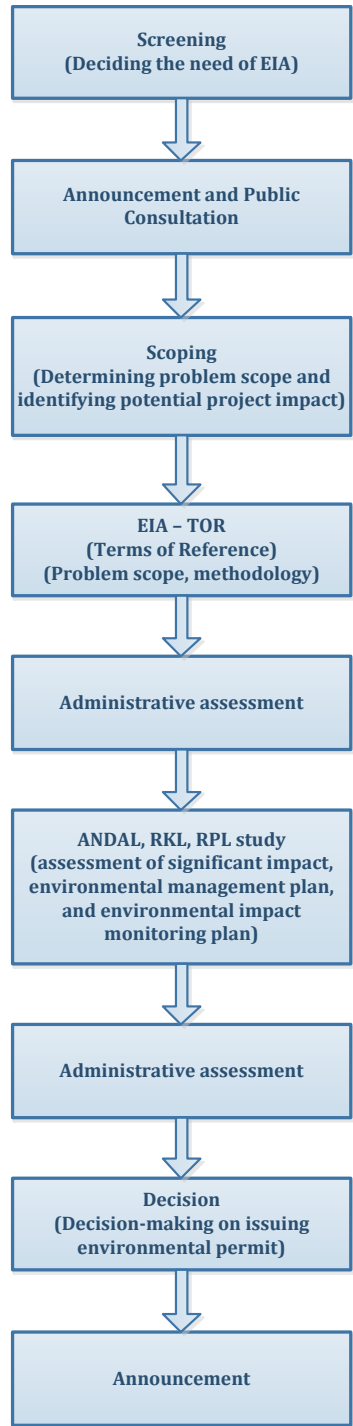 Screening
(Deciding the need of EIA)
Announcement and Public
Consultation
Scoping
(Determining problem scope and
identifying potential project impact)
EIA – TOR
(Terms of Reference)
(Problem scope, methodology)
Administrative assessment
ANDAL, RKL, RPL study
(assessment of significant impact,
environmental management plan,
and environmental impact
monitoring plan)
Administrative assessment
Decision
(Decision-making on issuing
environmental permit)
Announcement